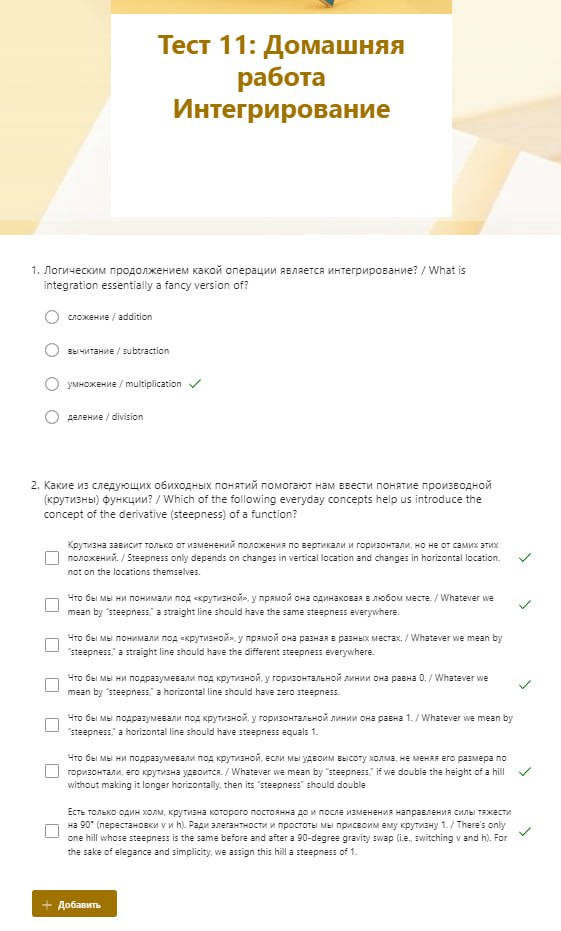 Тест 11: Домашняя
работа
Интегрирование
1. Логическим продолжением какой операции является интегрирование? / What is
integration essentially a fancy version of?
сложение / addition
вычитание / subtraction
умножение / multiplication
деление / division
2. Какие из следующих обиходных понятий помогают нам ввести понятие производной
(крутизны) функции? / Which of the following everyday concepts help us introduce the
concept of the derivative (steepness) of a function?
Крутизна зависит только от изменений положения по вертикали и горизонтали, но не от самих этих
положений. / Steepness only depends on changes in vertical location and changes in horizontal location,
not on the locations themselves.
Что бы мы ни понимали под «крутизной», у прямой она одинаковая в любом месте. / Whatever we
mean by "steepness," a straight line should have the same steepness everywhere.
Что бы мы понимали под «крутизной», у прямой она разная в разных местах. / Whatever we mean by
"steepness," a straight line should have the different steepness everywhere.
Что бы мы ни подразумевали под крутизной, у горизонтальной линии она равна 0. / Whatever we
mean by "steepness," a horizontal line should have zero steepness.
Что бы мы подразумевали под крутизной, у горизонтальной линии она равна 1. / Whatever we mean by
"steepness," a horizontal line should have steepness equals 1.
Что бы мы ни подразумевали под крутизной, если мы удвоим высоту холма, не меняя его размера по
горизонтали, его крутизна удвоится. / Whatever we mean by "steepness," if we double the height of a hill
without making it longer horizontally, then its "steepness" should double
Есть только один холм, крутизна которого постоянна до и после изменения направления силы тяжести
на 90° (перестановки v и h). Ради элегантности и простоты мы присвоим ему крутизну 1. / There's only
one hill whose steepness is the same before and after a 90-degree gravity swap (i.e., switching v and h). For
the sake of elegance and simplicity, we assign this hill a steepness of 1.
+ Добавить